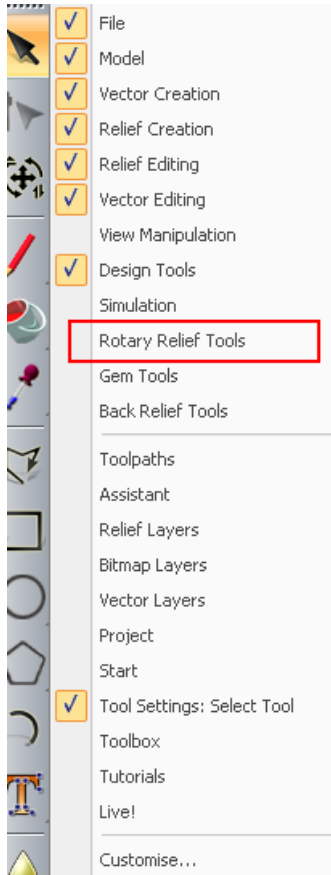 File
Model
Vector Creation
Relief Creation
Relief Editing
Vector Editing
View Manipulation
Design Tools
Simulation
Rotary Relief Tools
Gem Tools
Back Relief Tools
Toolpaths
Assistant
Relief Layers
Bitmap Layers
Vector Layers
Project
Start
Tool Settings: Select Tool
Toolbox
Tutorials
Live!
Customise...
T